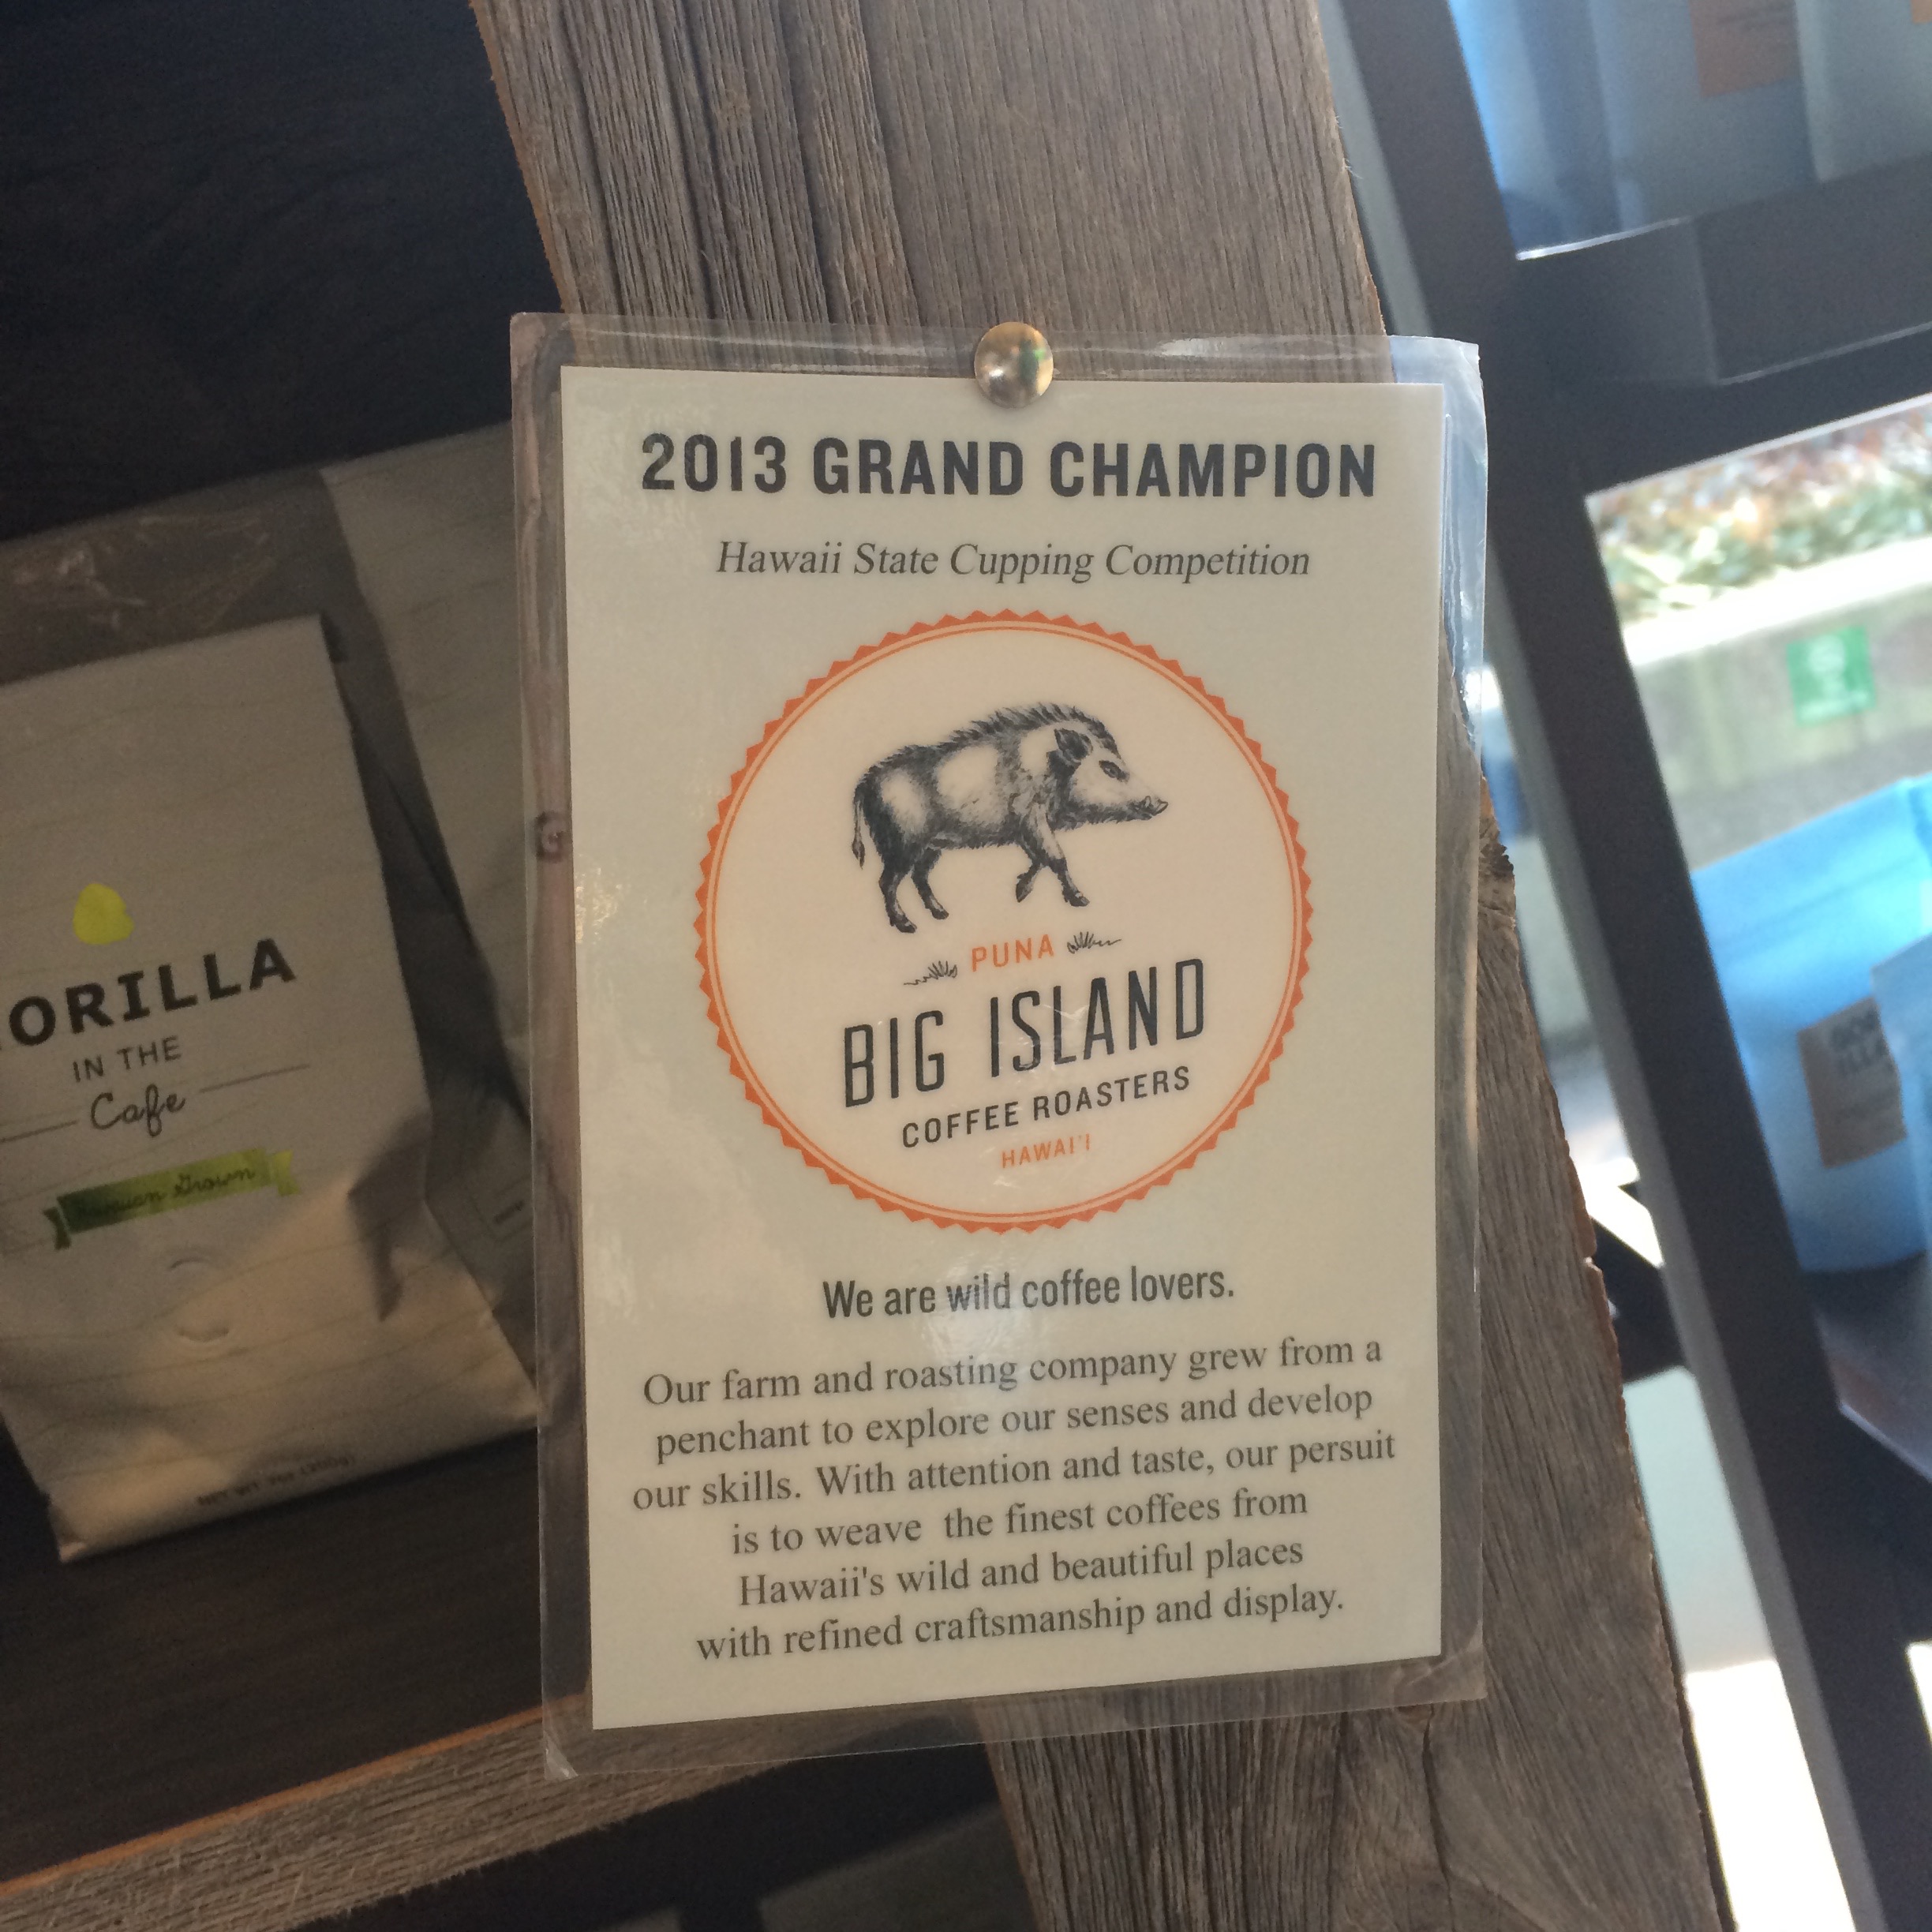 2013 GRAND CHAMPION
Hawaii State Cupping Competition
PUNA
BIG ISLAND
COFFEE ROASTERS
HAWAI'I
We are wild coffee lovers.
Our farm and roasting company grew from a
penchant to explore our senses and develop
our skills. With attention and taste, our persuit
is to weave the finest coffees from
Hawaii's wild and beautiful places
with refined craftsmanship and display.
ORILLA
IN THE
Cafe
Grown